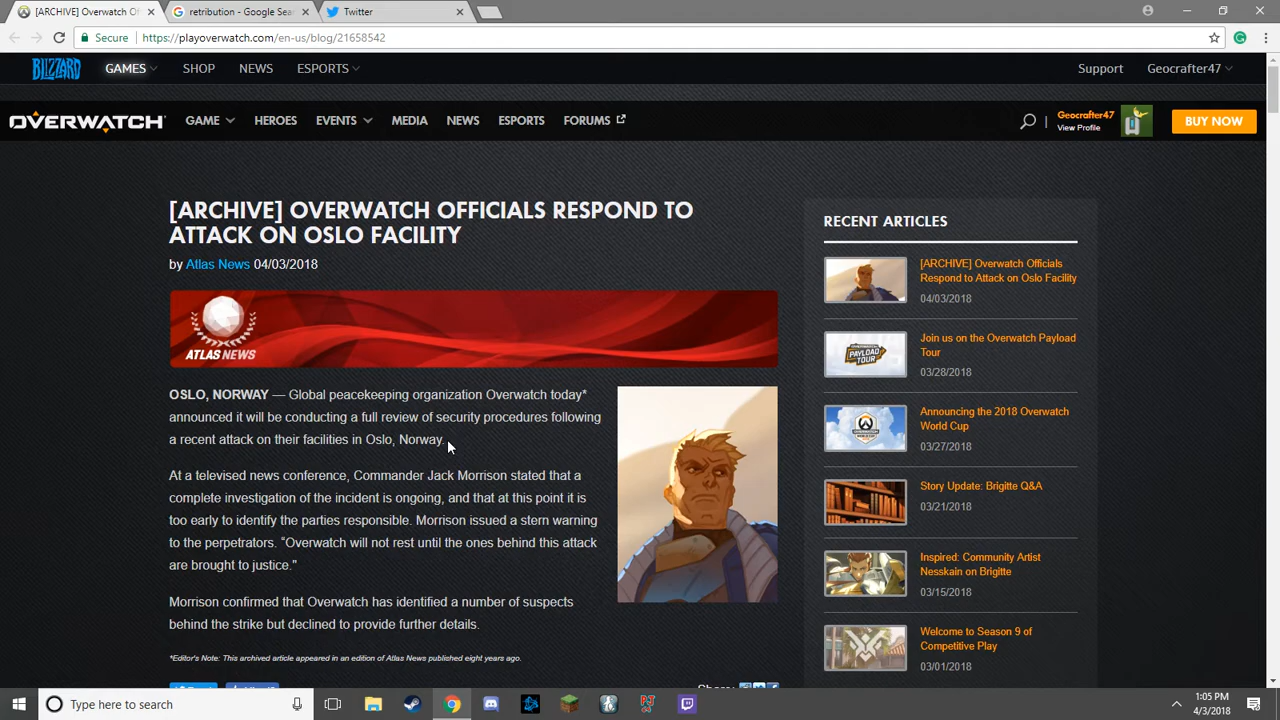 [ARCHIVE] Overwatch Of
retribution - Google Sea
Twitter
Secure
https://playoverwatch.com/en-us/blog/21658542
BLIZZARD
GAMES
SHOP
NEWS
ESPORTS
Support
Geocrafter47
OVERWATCH
GAME
HEROES
EVENTS
MEDIA
NEWS
ESPORTS
FORUMS
Geocrafter47
View Profile
BUY NOW
[ARCHIVE] OVERWATCH OFFICIALS RESPOND TO
ATTACK ON OSLO FACILITY
by Atlas News 04/03/2018
ATLAS NEWS
OSLO, NORWAY — Global peacekeeping organization Overwatch today*
announced it will be conducting a full review of security procedures following
a recent attack on their facilities in Oslo, Norway.
At a televised news conference, Commander Jack Morrison stated that a
complete investigation of the incident is ongoing, and that at this point it is
too early to identify the parties responsible. Morrison issued a stern warning
to the perpetrators. “Overwatch will not rest until the ones behind this attack
are brought to justice.”
Morrison confirmed that Overwatch has identified a number of suspects
behind the strike but declined to provide further details.
*Editor's Note: This archived article appeared in an edition of Atlas News published eight years ago.
RECENT ARTICLES
[ARCHIVE] Overwatch Officials
Respond to Attack on Oslo Facility
04/03/2018
OVERWATCH
PAYLOAD
TOUR
Join us on the Overwatch Payload
Tour
03/28/2018
Announcing the 2018 Overwatch
World Cup
03/27/2018
Story Update: Brigitte Q&A
03/21/2018
Inspired: Community Artist
Nesskain on Brigitte
03/15/2018
Welcome to Season 9 of
Competitive Play
03/01/2018
Type here to search
1:05 PM
4/3/2018